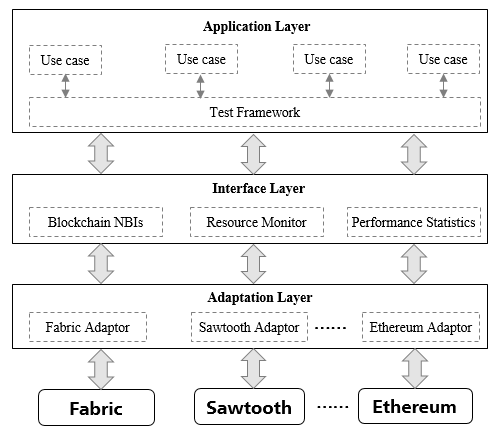 Application Layer
Use case Use case Use case Use case
Test Framework
Interface Layer
Blockchain NBIs Resource Monitor Performance Statistics
Adaptation Layer
Fabric Adaptor Sawtooth Adaptor ...... Ethereum Adaptor
Fabric Sawtooth ...... Ethereum